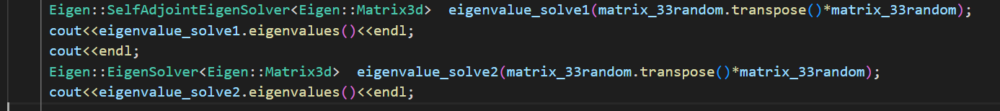 Eigen::SelfAdjointEigenSolver<Eigen::Matrix3d>  eigenvalue_solve1(matrix_33random.transpose()*matrix_33random);
cout<<eigenvalue_solve1.eigenvalues()<<endl;
cout<<endl;
Eigen::EigenSolver<Eigen::Matrix3d>  eigenvalue_solve2(matrix_33random.transpose()*matrix_33random);
cout<<eigenvalue_solve2.eigenvalues()<<endl;